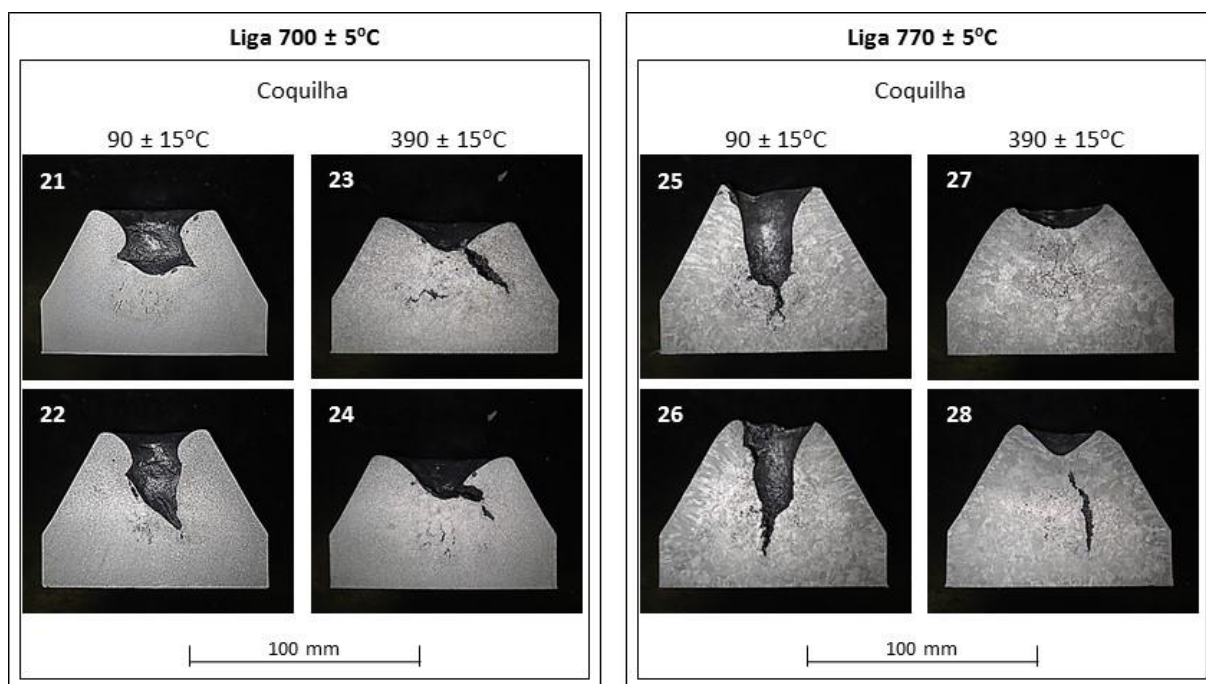 Liga 700 ± 5°C
Coquilha
90 ± 15°C
390 ± 15°C
21
23
22
24
100 mm
Liga 770 ± 5°C
Coquilha
90 ± 15°C
390 ± 15°C
25
27
26
28
100 mm